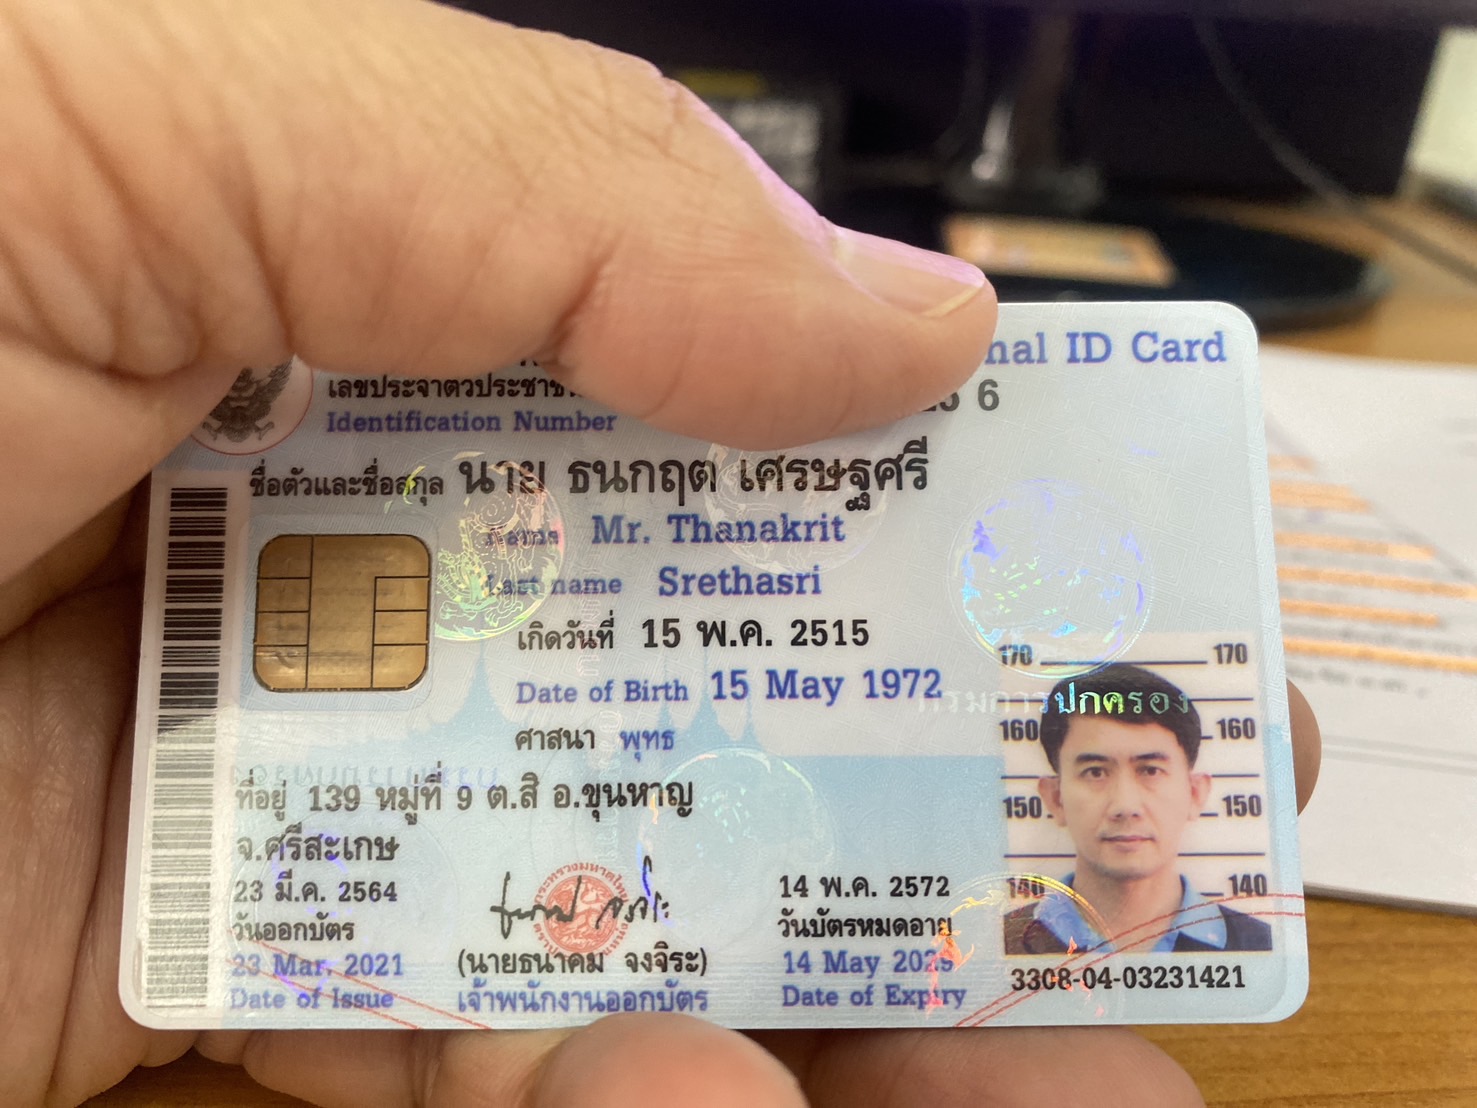 nal ID Card
เลขประจำตัวประชาชน
6
Identification Number
ชื่อตัวและชื่อสกุล นาย ธนกฤต เศรษฐศรี
Name Mr. Thanakrit
Last name Srethasri
เกิดวันที่ 15 พ.ค. 2515
Date of Birth 15 May 1972
กรมการปกครอง
ศาสนา พุทธ
ที่อยู่ 139 หมู่ที่ 9 ต.สิ อ.ขุนหาญ
จ.ศรีสะเกษ
170 170
160 160
150 150
140 140
23 มี.ค. 2564
วันออกบัตร
23 Mar. 2021
Date of Issue
(นายธนาคม จงจิระ)
เจ้าพนักงานออกบัตร
14 พ.ค. 2572
วันบัตรหมดอายุ
14 May 2029
Date of Expiry
3308-04-03231421